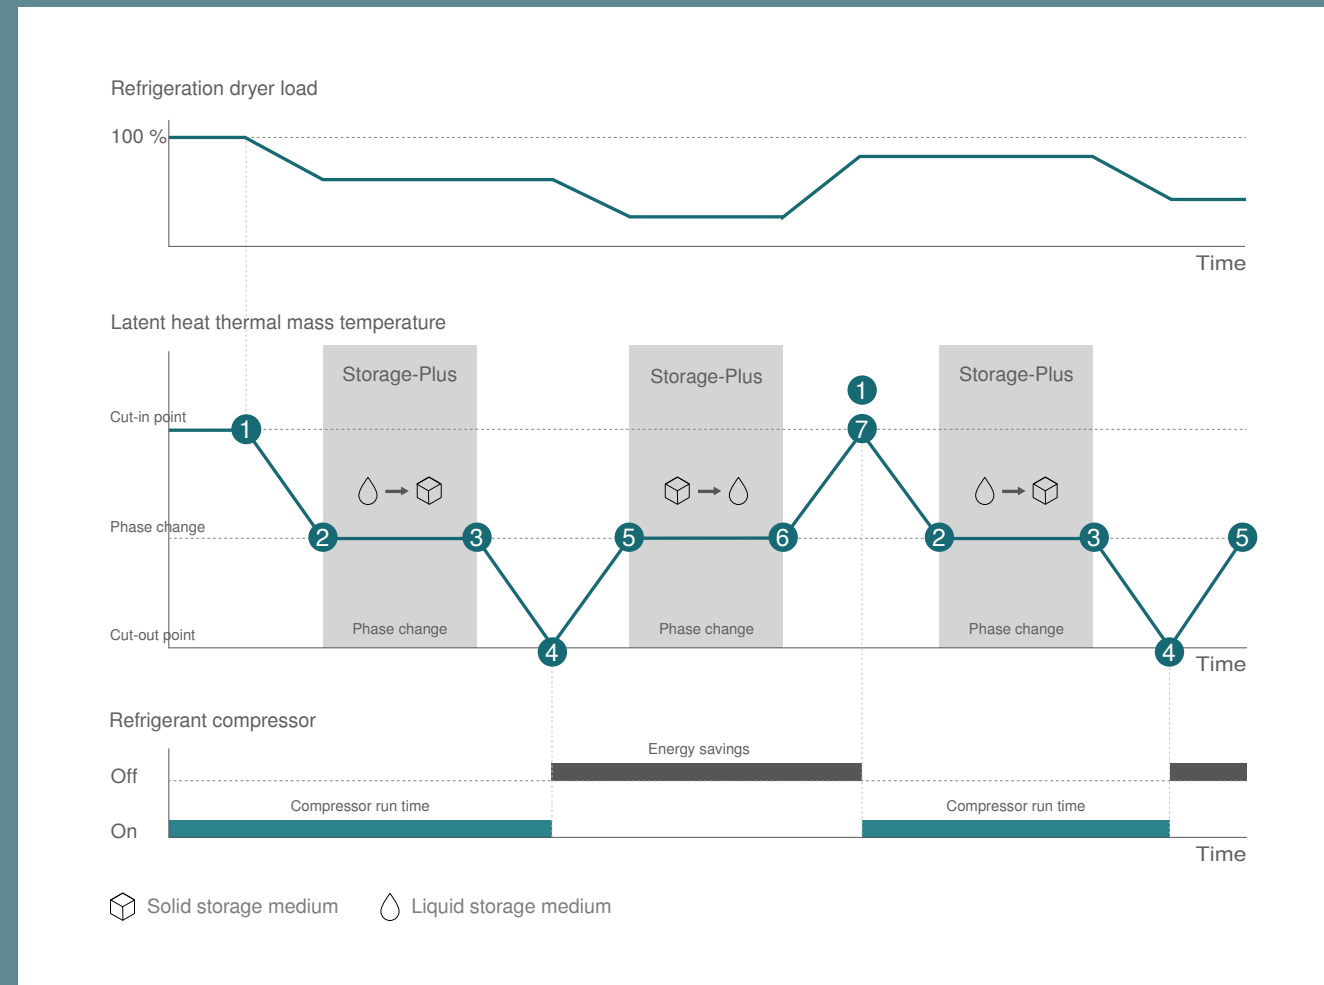 Refrigeration dryer load
100 %
Time
Latent heat thermal mass temperature
Storage-Plus
Storage-Plus
Storage-Plus
1
Cut-in point
1
7
Phase change
2
3
5
6
2
3
5
Cut-out point
Phase change
Phase change
Phase change
4
4
Time
Refrigerant compressor
Energy savings
Off
Compressor run time
Compressor run time
On
Time
Solid storage medium
Liquid storage medium